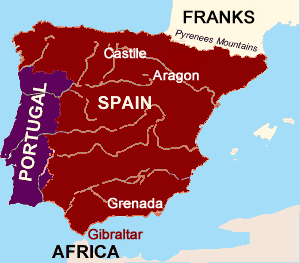 FRANKS
Pyrenees Mountains
Castile
Aragon
SPAIN
PORTUGAL
Grenada
Gibraltar
AFRICA